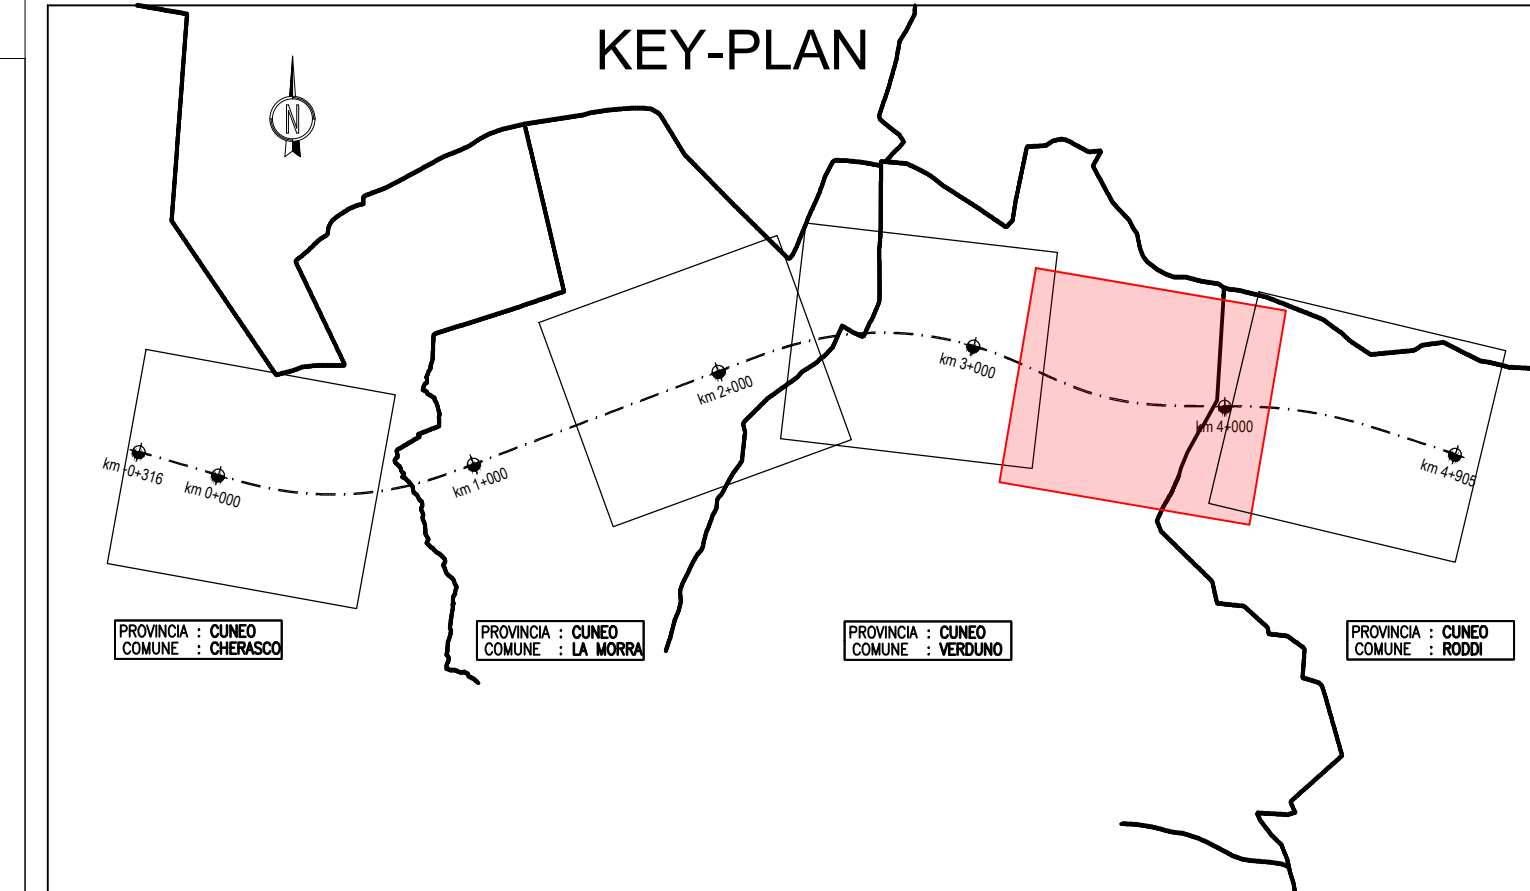 KEY-PLAN
N
km -0+316
km 0+000
km 1+000
km 2+000
km 3+000
km 4+000
km 4+905
PROVINCIA : CUNEO
COMUNE : CHERASCO
PROVINCIA : CUNEO
COMUNE : LA MORRA
PROVINCIA : CUNEO
COMUNE : VERDUNO
PROVINCIA : CUNEO
COMUNE : RODDI